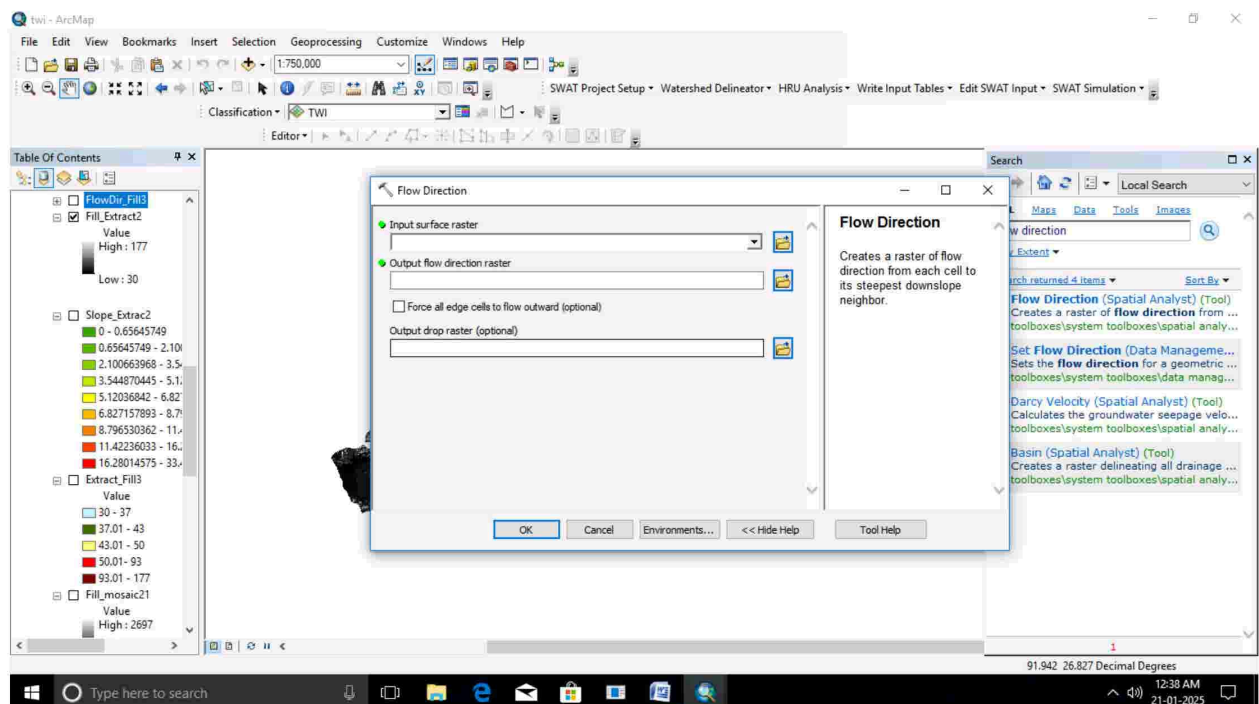 twi - ArcMap
File Edit View Bookmarks Insert Selection Geoprocessing Customize Windows Help
1:750,000
SWAT Project Setup Watershed Delineator HRU Analysis Write Input Tables Edit SWAT Input SWAT Simulation
Classification TWI
Editor
Table Of Contents
FlowDir_Fill3
Fill_Extract2
Value
High : 177
Low : 30
Slope_Extrac2
0 - 0.65645749
0.65645749 - 2.100
2.100663968 - 3.54
3.544870445 - 5.12
5.12036842 - 6.827
6.827157893 - 8.79
8.796530362 - 11.4
11.42236033 - 16.2
16.28014575 - 33.4
Extract_Fill3
Value
30 - 37
37.01 - 43
43.01 - 50
50.01- 93
93.01 - 177
Fill_mosaic21
Value
High : 2697
Flow Direction
Input surface raster
Output flow direction raster
Force all edge cells to flow outward (optional)
Output drop raster (optional)
OK Cancel Environments... << Hide Help Tool Help
Flow Direction
Creates a raster of flow
direction from each cell to
its steepest downslope
neighbor.
Search
Local Search
Maps Data Tools Images
w direction
Extent
rch returned 4 items Sort By
Flow Direction (Spatial Analyst) (Tool)
Creates a raster of flow direction from ...
toolboxes\system toolboxes\spatial analy...
Set Flow Direction (Data Manageme...
Sets the flow direction for a geometric ...
toolboxes\system toolboxes\data manag...
Darcy Velocity (Spatial Analyst) (Tool)
Calculates the groundwater seepage velo...
toolboxes\system toolboxes\spatial analy...
Basin (Spatial Analyst) (Tool)
Creates a raster delineating all drainage ...
toolboxes\system toolboxes\spatial analy...
1
91.942 26.827 Decimal Degrees
Type here to search
12:38 AM
21-01-2025